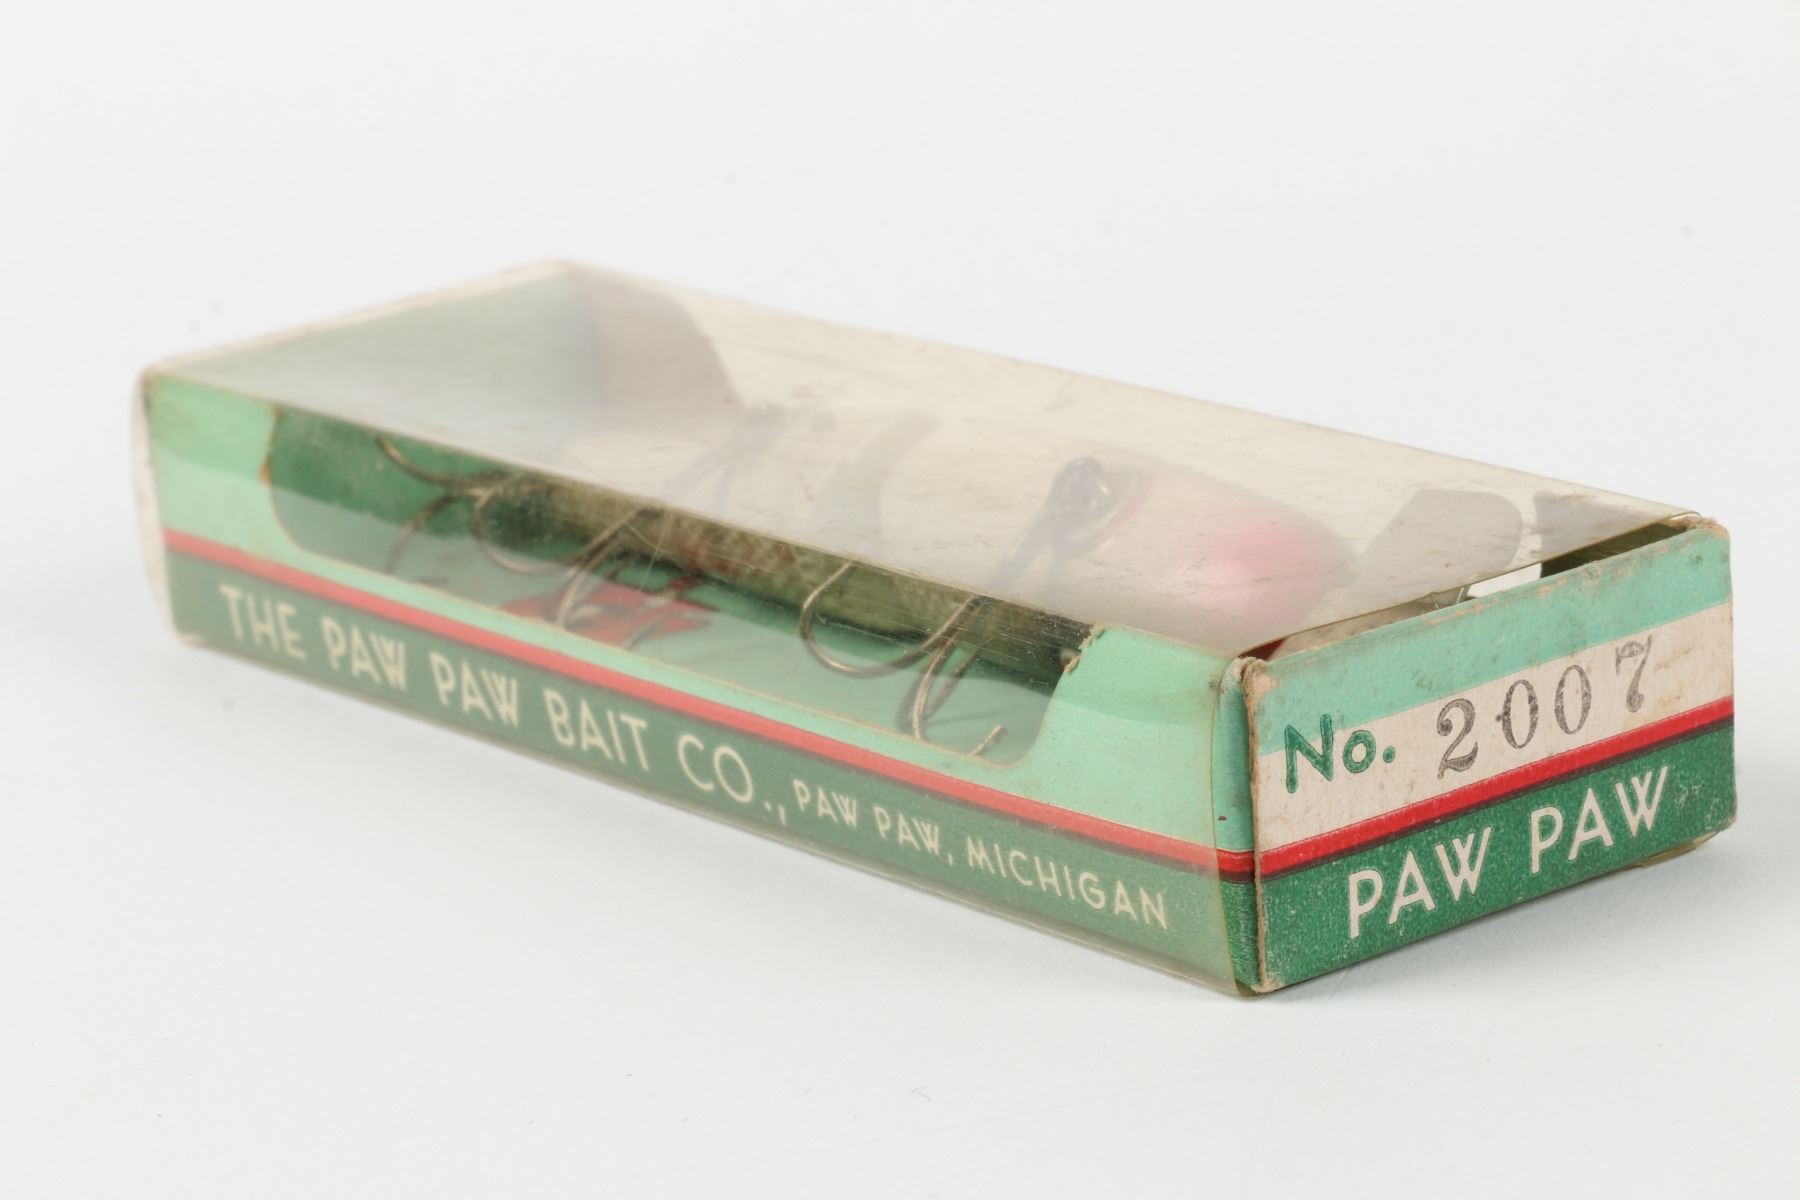 THE PAW PAW BAIT CO., PAW PAW, MICHIGAN
No. 2007
PAW PAW